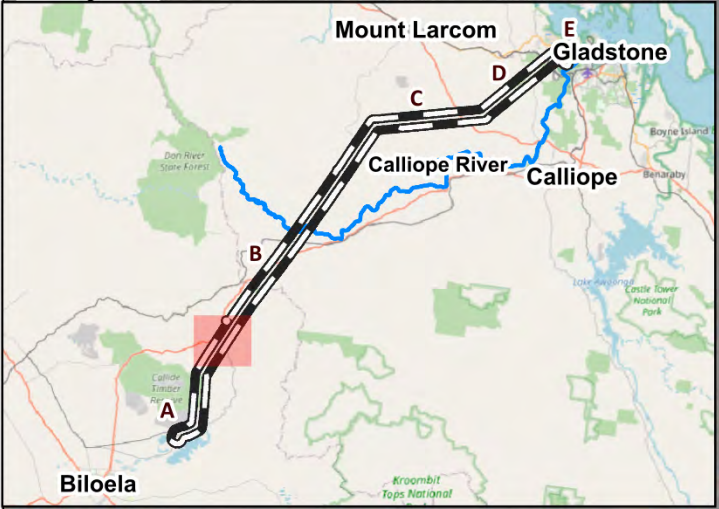 Mount Larcom
E
Gladstone
D
C
Boyne Island
Don River
State Forest
Calliope River
Calliope
Benaraby
B
Lake Awoonga
Castle Tower
National
Park
Callide
Timber
Reserve
A
Biloela
Kroombit
Tops National